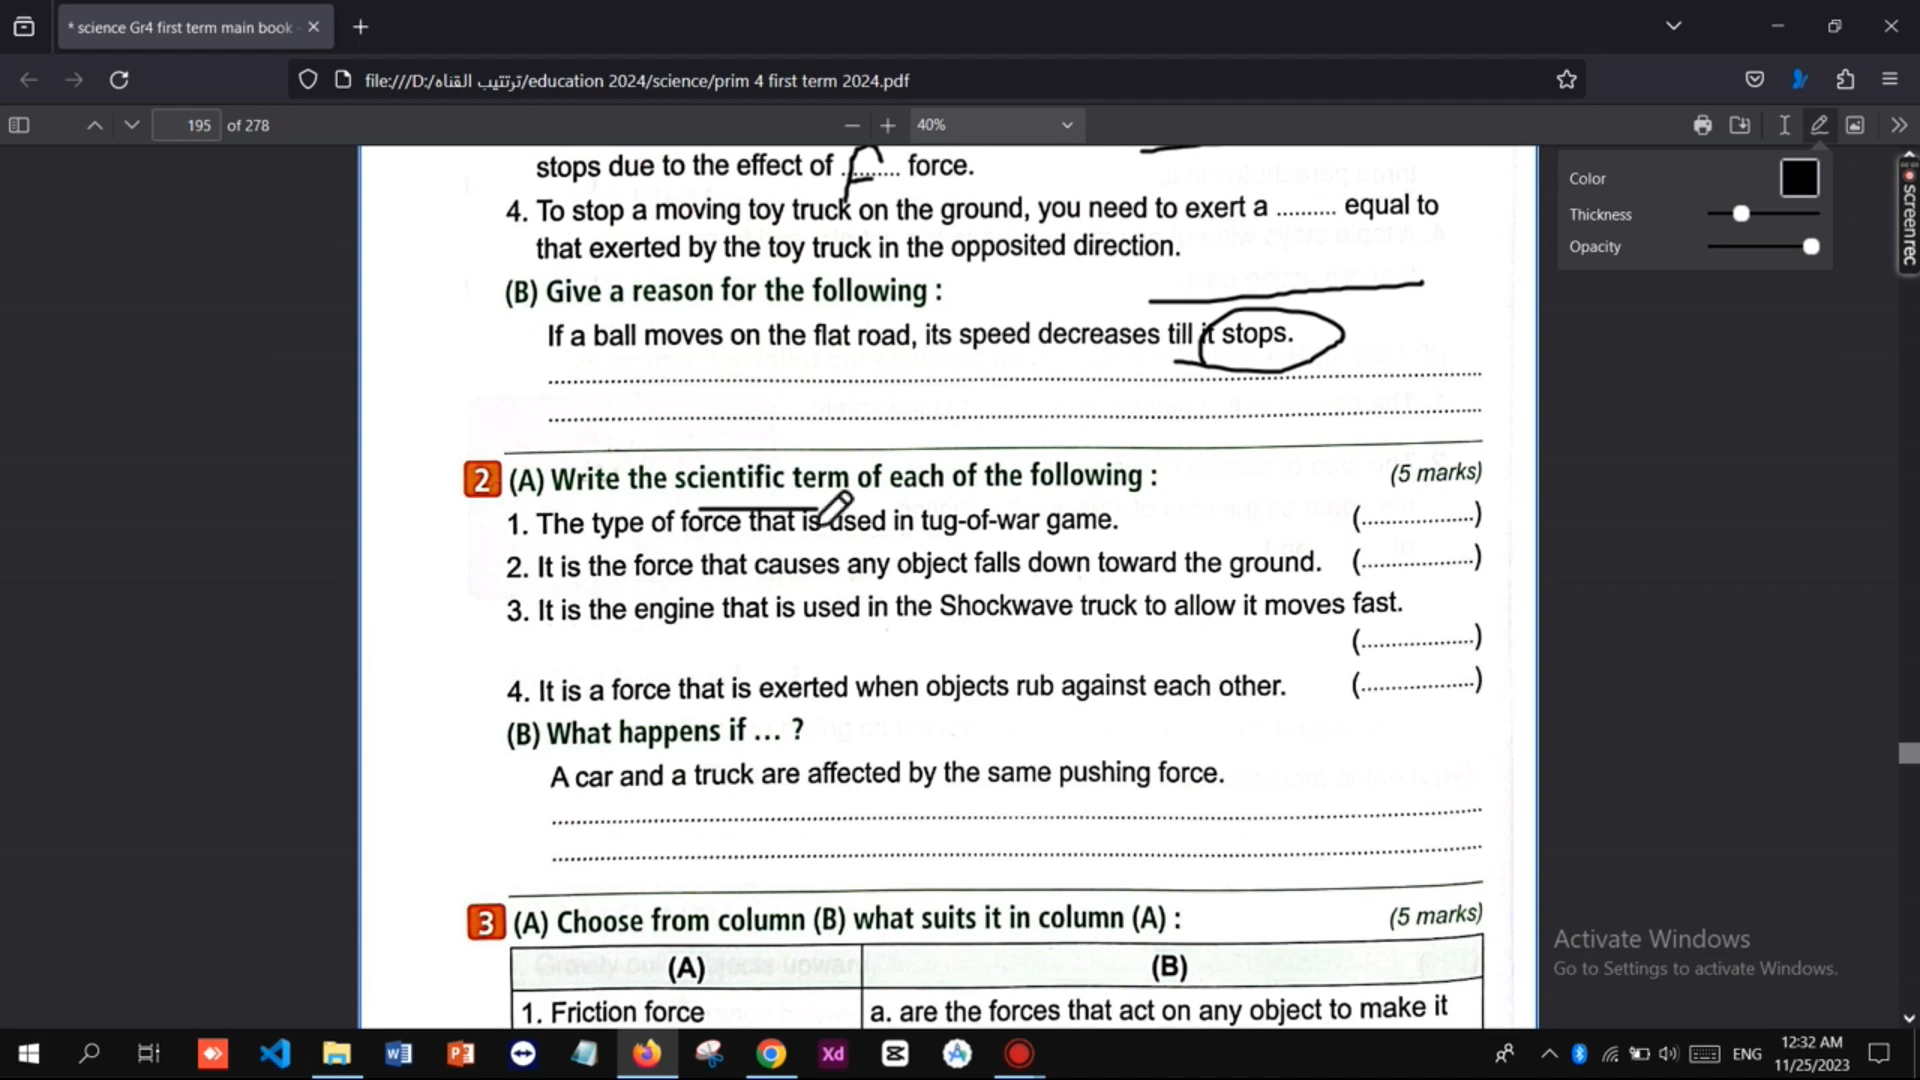 * science Gr4 first term main book
file:///D:/ترتتيب القناه/education 2024/science/prim 4 first term 2024.pdf
195 of 278
40%
Color
Thickness
Opacity
screenrec
stops due to the effect of .......... force.
4. To stop a moving toy truck on the ground, you need to exert a .......... equal to
that exerted by the toy truck in the opposited direction.
(B) Give a reason for the following :
If a ball moves on the flat road, its speed decreases till it stops.
2 (A) Write the scientific term of each of the following : (5 marks)
1. The type of force that is used in tug-of-war game. (....................)
2. It is the force that causes any object falls down toward the ground. (....................)
3. It is the engine that is used in the Shockwave truck to allow it moves fast.
(....................)
4. It is a force that is exerted when objects rub against each other. (....................)
(B) What happens if ... ?
A car and a truck are affected by the same pushing force.
3 (A) Choose from column (B) what suits it in column (A) : (5 marks)
(A) (B)
1. Friction force a. are the forces that act on any object to make it
Activate Windows
Go to Settings to activate Windows.
Xd
ENG
12:32 AM
11/25/2023